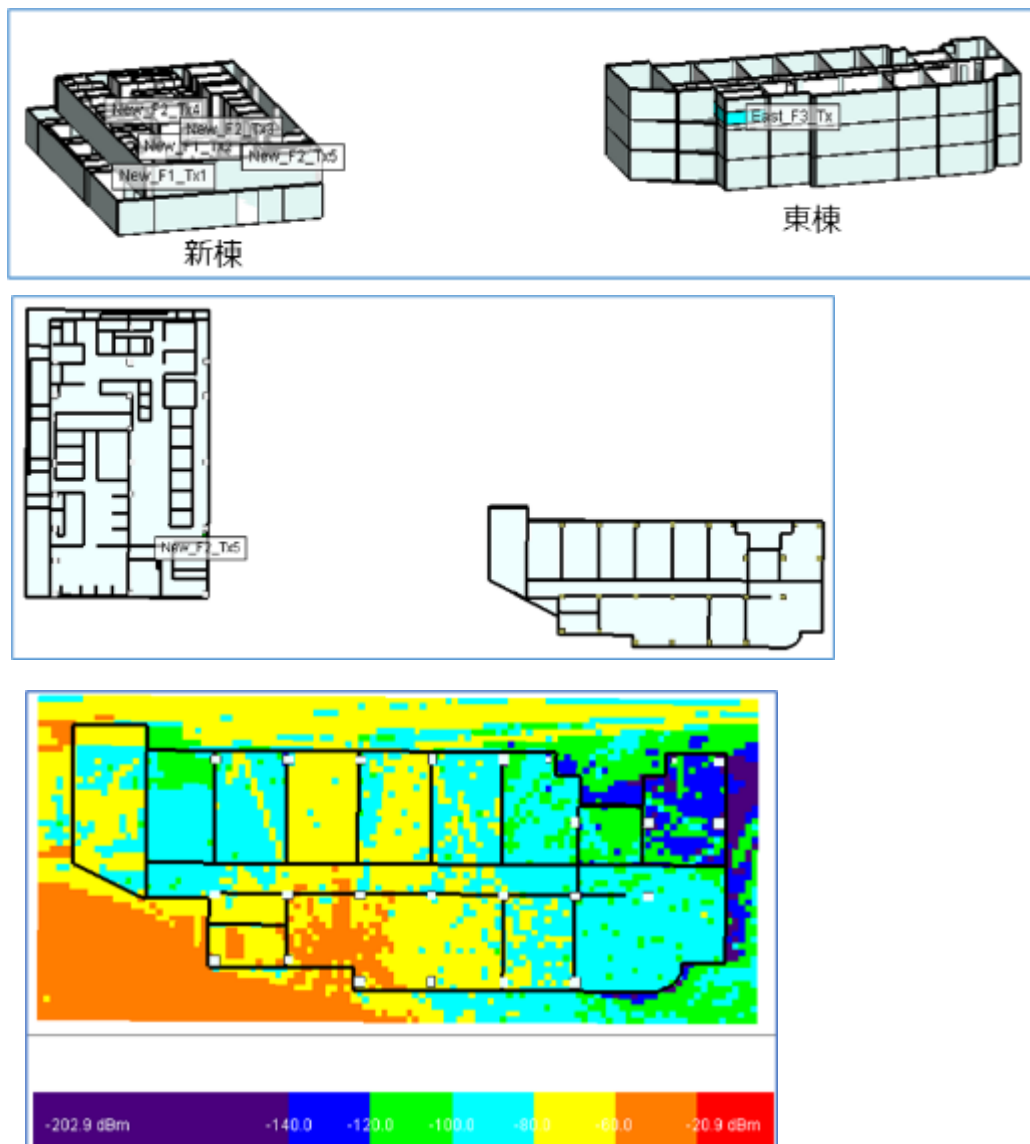 New_F2_Tx4
East_F3_Tx
New_F2_Tx3
New_F1_Tx2
New_F2_Tx5
New_F1_Tx1
東棟
新棟
New_F2_Tx5
-202.9 dBm -140.0 -120.0 -100.0 -80.0 -60.0 -20.9 dBm